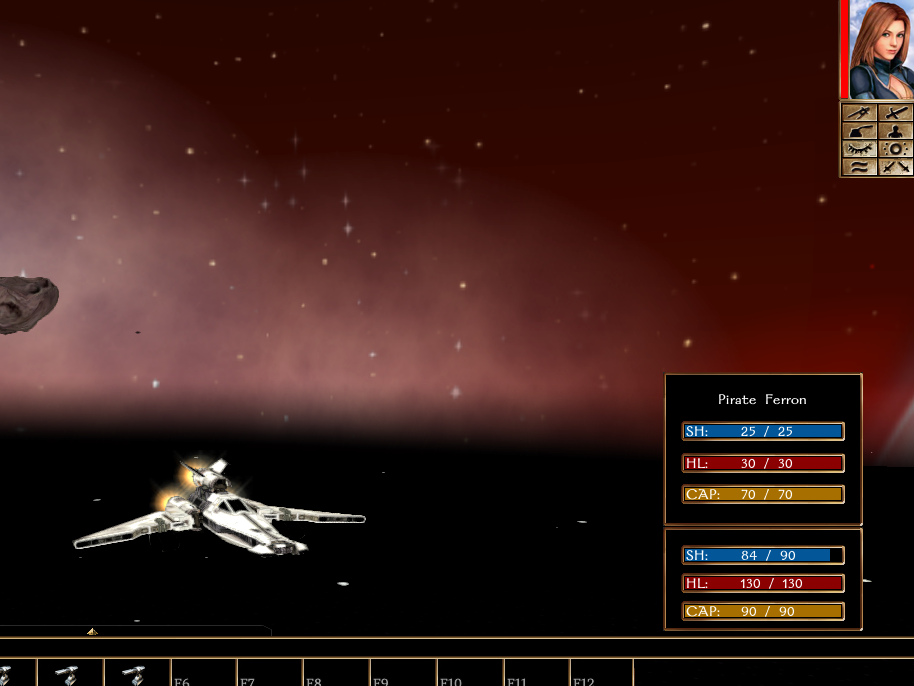 Pirate Ferron
SH: 25 / 25
HL: 30 / 30
CAP: 70 / 70
SH: 84 / 90
HL: 130 / 130
CAP: 90 / 90
F6 F7 F8 F9 F10 F11 F12